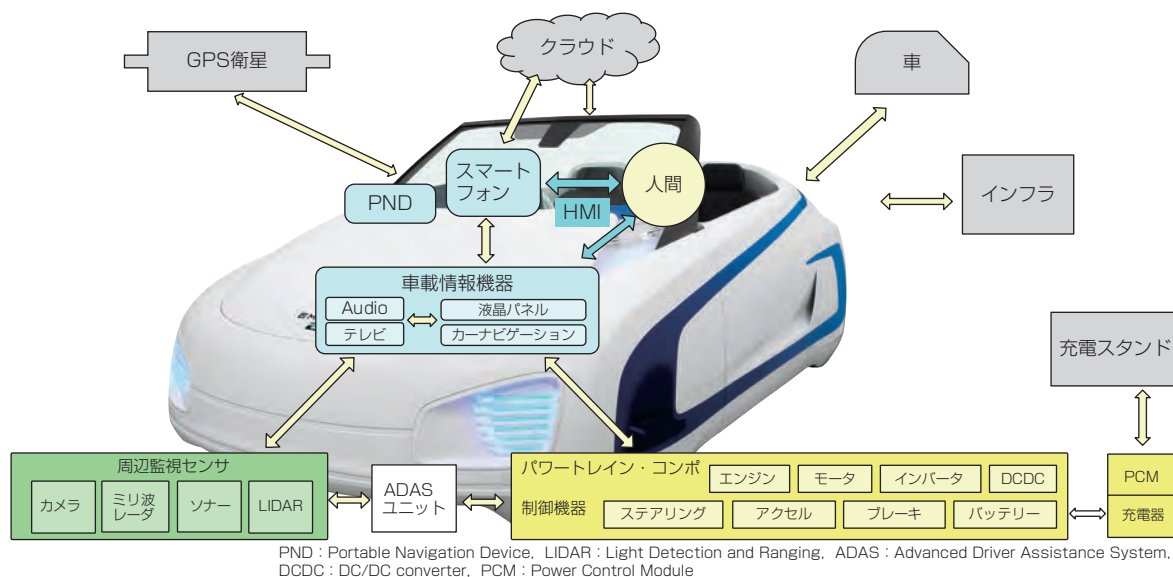 GPS衛星
クラウド
車
スマート
フォン
人間
PND
HMI
インフラ
車載情報機器
Audio
液晶パネル
テレビ
カーナビゲーション
充電スタンド
周辺監視センサ
カメラ
ミリ波
レーダ
ソナー
LIDAR
ADAS
ユニット
パワートレイン・コンポ
エンジン
モータ
インバータ
DCDC
制御機器
ステアリング
アクセル
ブレーキ
バッテリー
PCM
充電器
PND：Portable Navigation Device, LIDAR：Light Detection and Ranging, ADAS：Advanced Driver Assistance System,
DCDC：DC/DC converter, PCM：Power Control Module